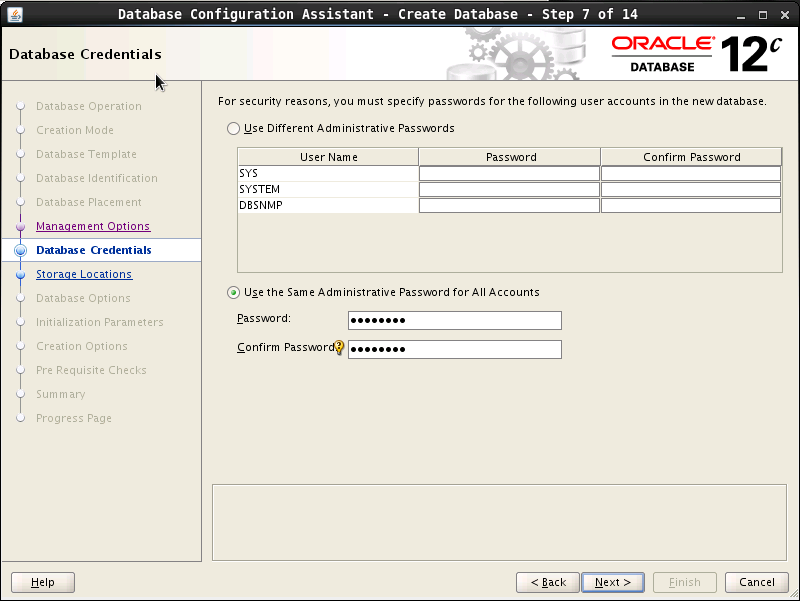 Database Configuration Assistant - Create Database - Step 7 of 14
Database Credentials
ORACLE®
DATABASE
12c
Database Operation
Creation Mode
Database Template
Database Identification
Database Placement
Management Options
Database Credentials
Storage Locations
Database Options
Initialization Parameters
Creation Options
Pre Requisite Checks
Summary
Progress Page
For security reasons, you must specify passwords for the following user accounts in the new database.
Use Different Administrative Passwords
User Name Password Confirm Password
SYS
SYSTEM
DBSNMP
Use the Same Administrative Password for All Accounts
Password: ●●●●●●●●
Confirm Password: ●●●●●●●●
Help < Back Next > Finish Cancel